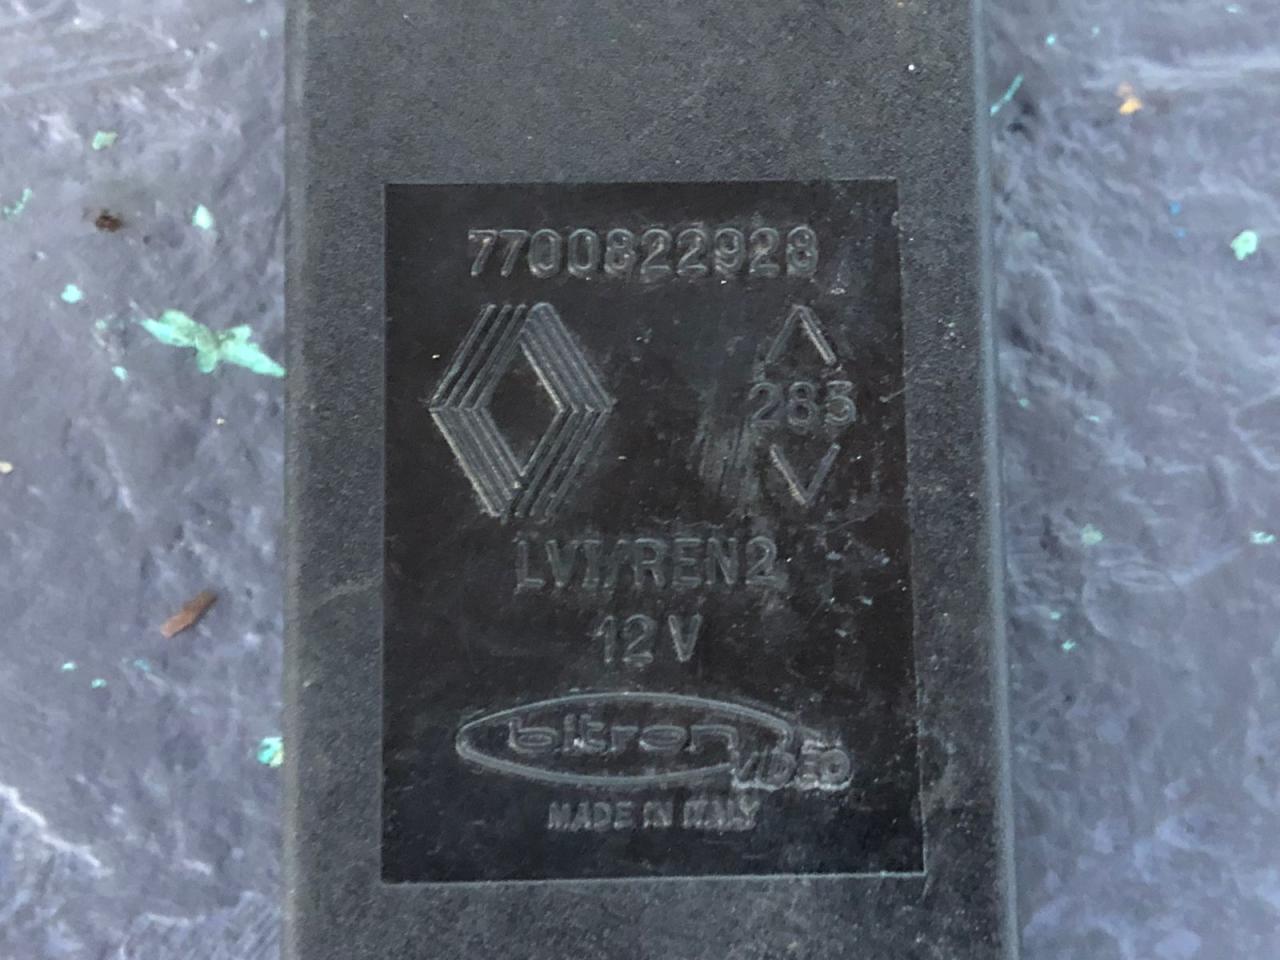 7700822928
285
LVI/REN2
12V
bitron
VIDEO
MADE IN ITALY